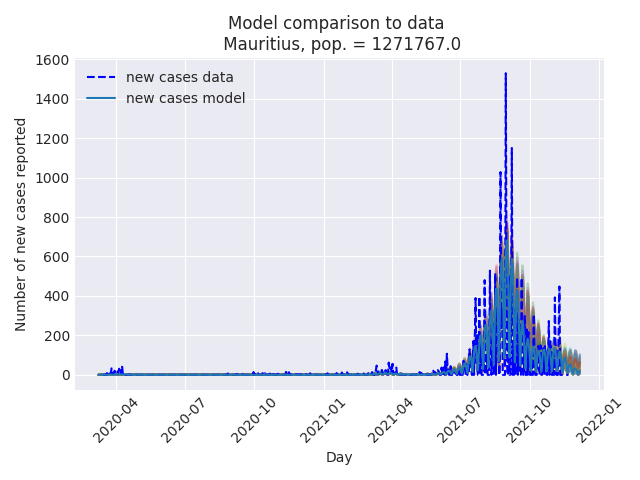 Model comparison to data
Mauritius, pop. = 1271767.0
new cases data
new cases model
Number of new cases reported
1600
1400
1200
1000
800
600
400
200
0
2020-04
2020-07
2020-10
2021-01
2021-04
2021-07
2021-10
2022-01
Day